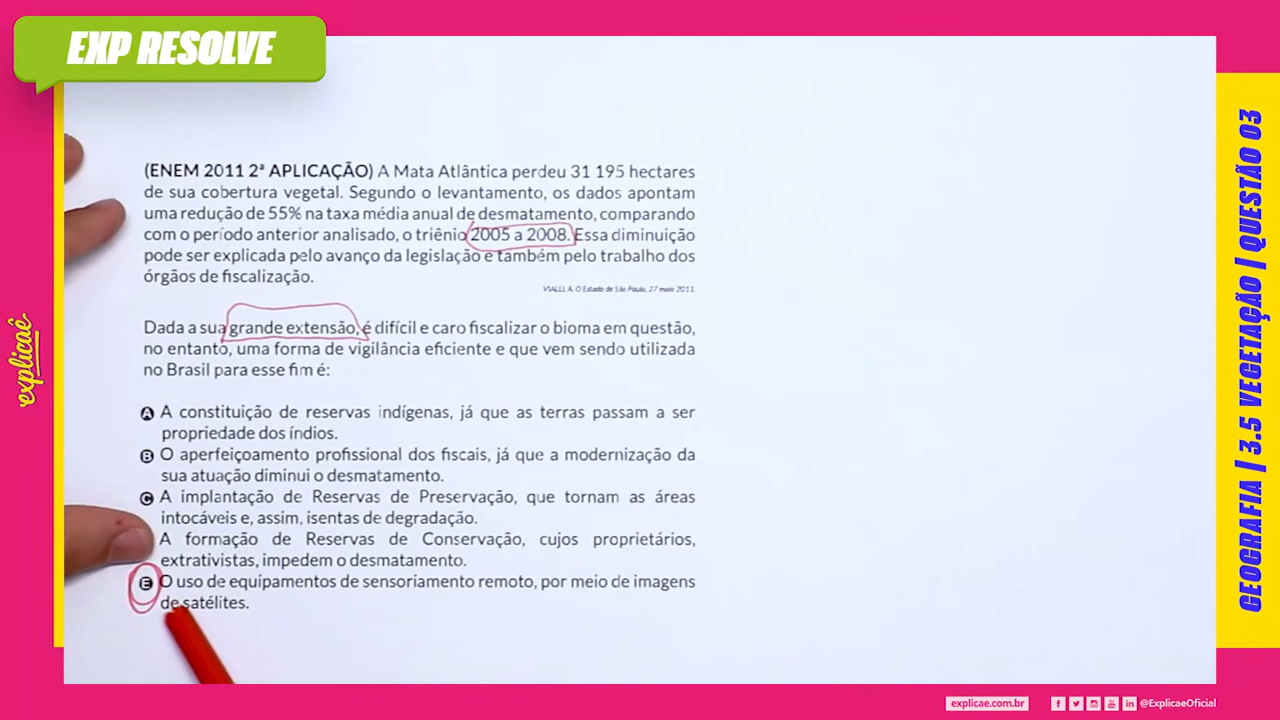 EXP RESOLVE
(ENEM 2011 2ª APLICAÇÃO) A Mata Atlântica perdeu 31 195 hectares
de sua cobertura vegetal. Segundo o levantamento, os dados apontam
uma redução de 55% na taxa média anual de desmatamento, comparando
com o período anterior analisado, o triênio 2005 a 2008. Essa diminuição
pode ser explicada pelo avanço da legislação e também pelo trabalho dos
órgãos de fiscalização.
VIALLI, A. O Estado de São Paulo, 27 maio 2011.
Dada a sua grande extensão, é difícil e caro fiscalizar o bioma em questão,
no entanto, uma forma de vigilância eficiente e que vem sendo utilizada
no Brasil para esse fim é:
A A constituição de reservas indígenas, já que as terras passam a ser
propriedade dos índios.
B O aperfeiçoamento profissional dos fiscais, já que a modernização da
sua atuação diminui o desmatamento.
C A implantação de Reservas de Preservação, que tornam as áreas
intocáveis e, assim, isentas de degradação.
A formação de Reservas de Conservação, cujos proprietários,
extrativistas, impedem o desmatamento.
E O uso de equipamentos de sensoriamento remoto, por meio de imagens
de satélites.
explicaê
GEOGRAFIA | 3.5 VEGETAÇÃO | QUESTÃO 03
explicae.com.br
@ExplicaeOficial